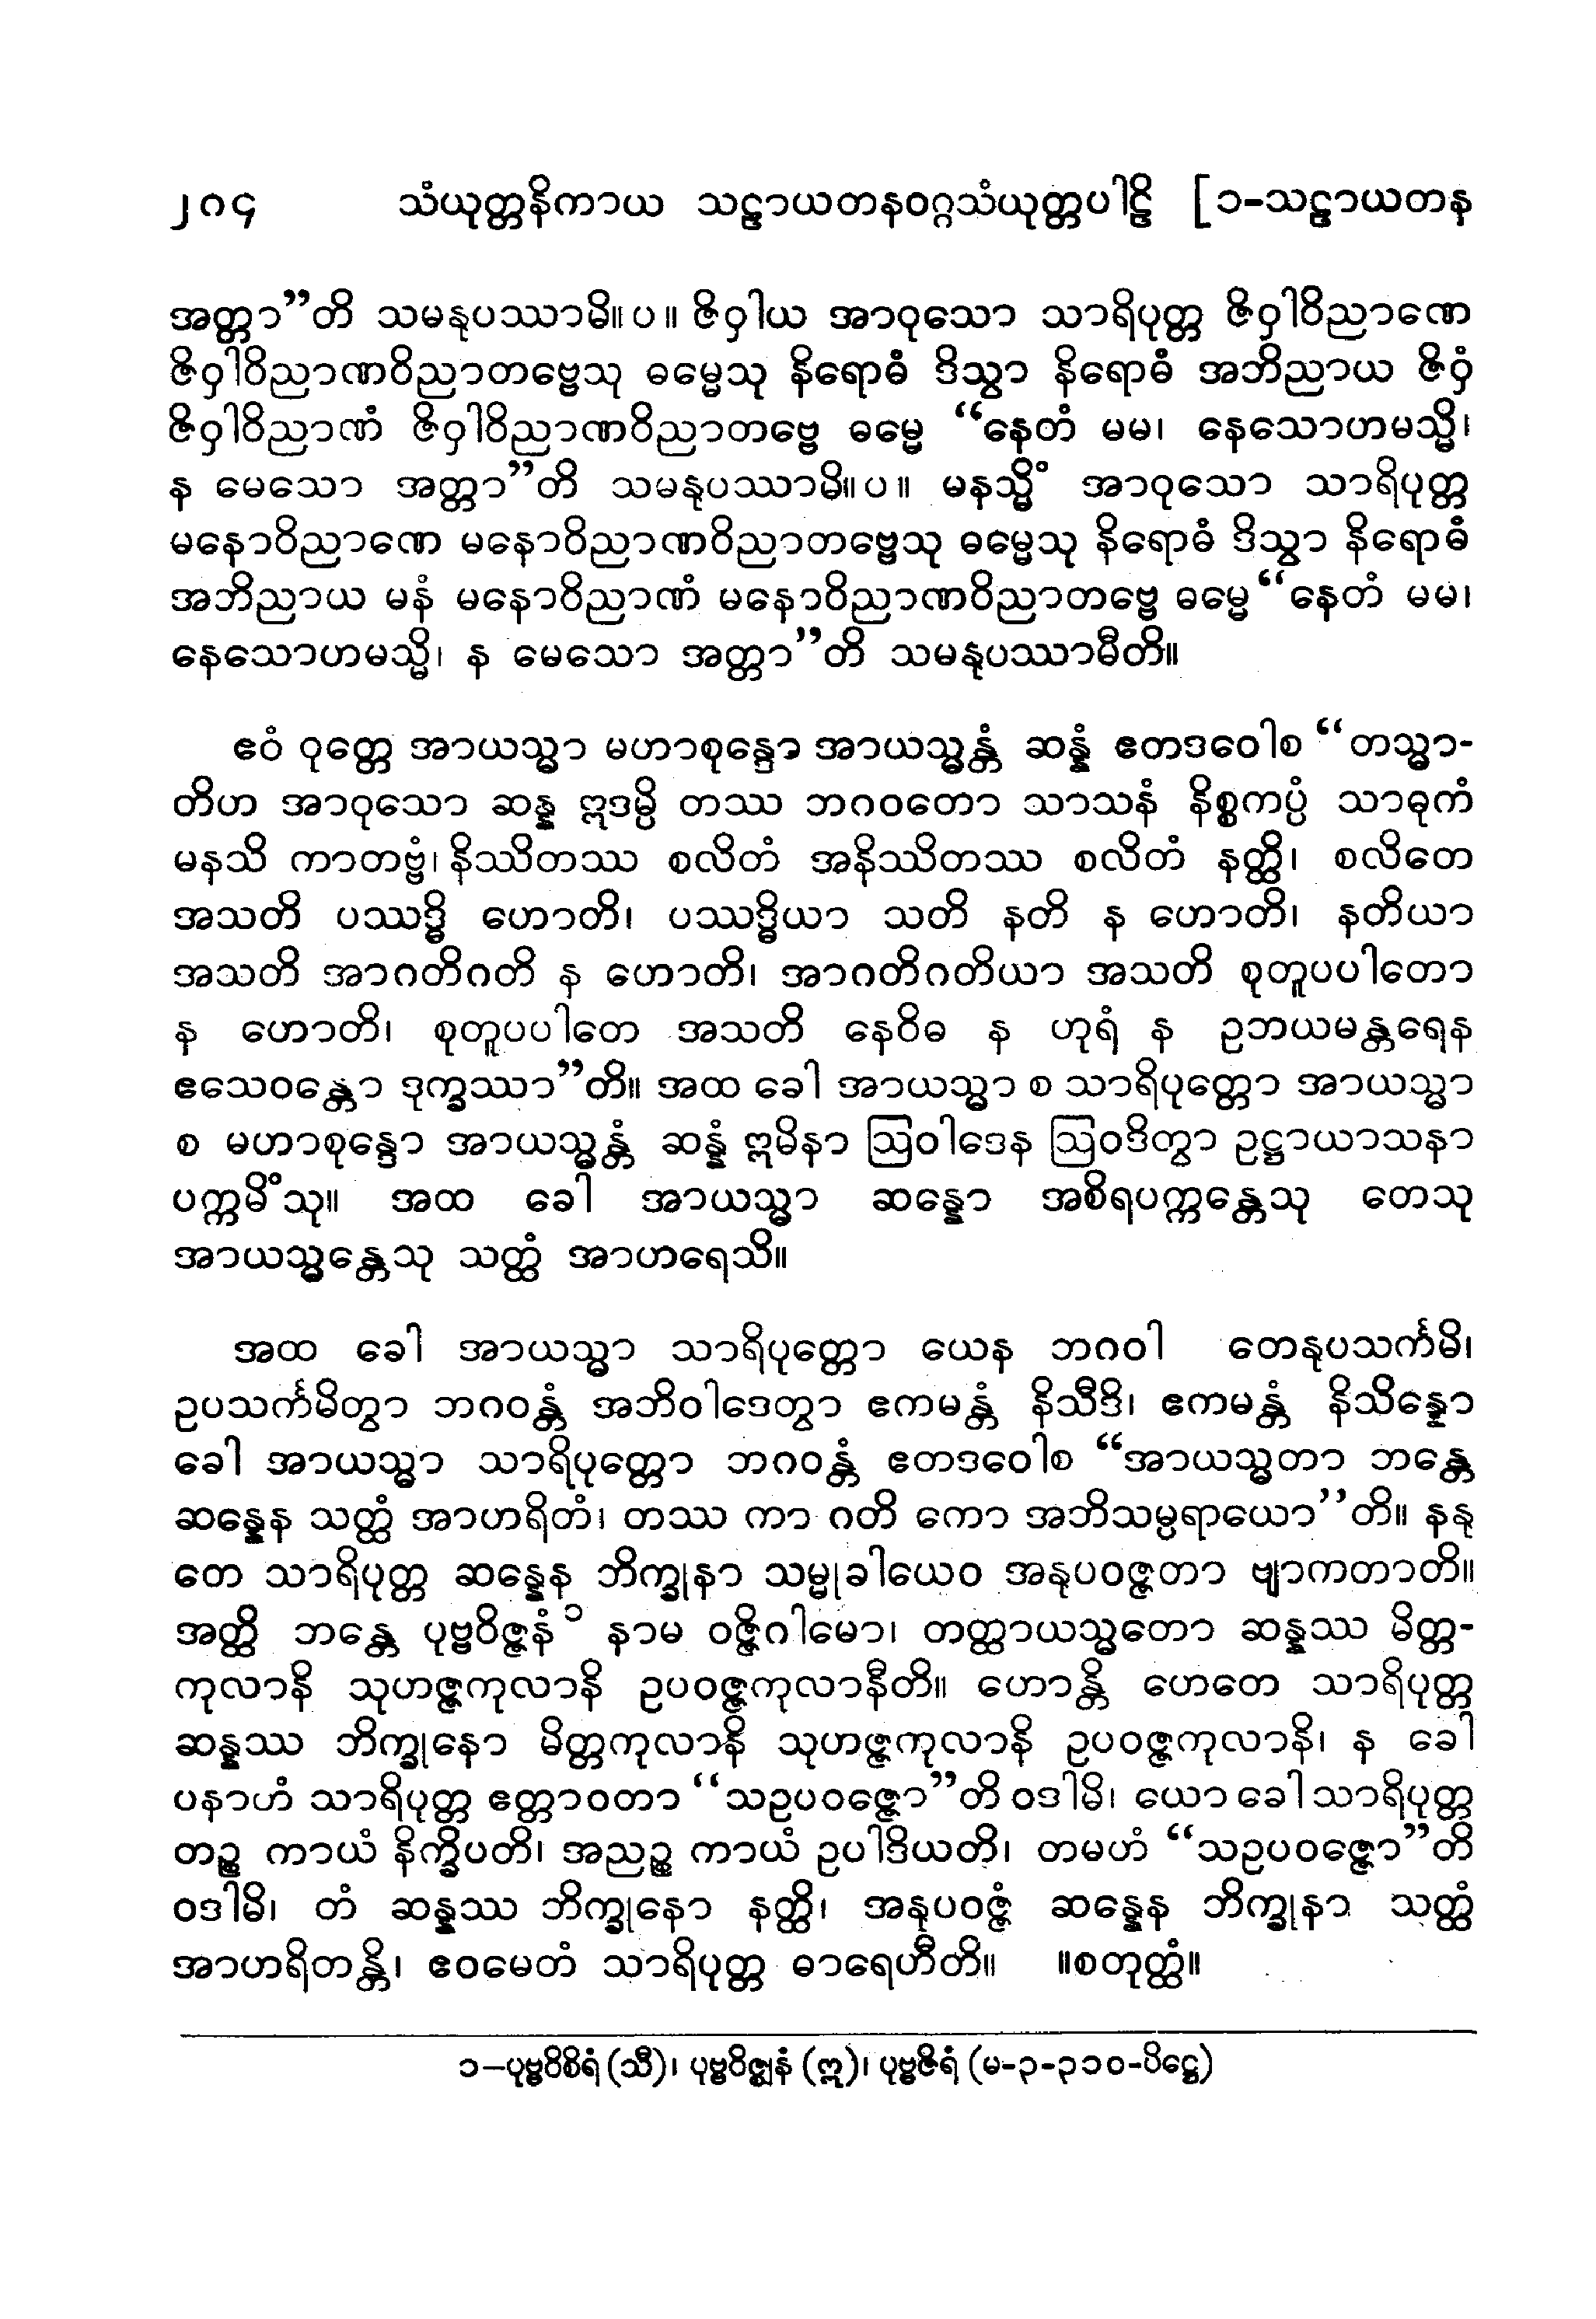 ၂၈၄ သံယုတ္တနိကာယ သဠာယတနဝဂ္ဂသံယုတ္တပါဠိ [၁-သဠာယတန
အတ္တာ”တိ သမနုပဿာမိ။ပ။ ဇိဝှါယ အာဝုသော သာရိပုတ္တ ဇိဝှါဝိညာဏေ
ဇိဝှါဝိညာဏဝိညာတဗ္ဗေသု ဓမ္မေသု နိရောဓံ ဒိသွာ နိရောဓံ အဘိညာယ ဇိဝှံ
ဇိဝှါဝိညာဏံ ဇိဝှါဝိညာဏဝိညာတဗ္ဗေ ဓမ္မေ “နေတံ မမ၊ နေသောဟမသ္မိ၊
န မေသော အတ္တာ”တိ သမနုပဿာမိ။ပ။ မနသ္မိံ အာဝုသော သာရိပုတ္တ
မနောဝိညာဏေ မနောဝိညာဏဝိညာတဗ္ဗေသု ဓမ္မေသု နိရောဓံ ဒိသွာ နိရောဓံ
အဘိညာယ မနံ မနောဝိညာဏံ မနောဝိညာဏဝိညာတဗ္ဗေ ဓမ္မေ “နေတံ မမ၊
နေသောဟမသ္မိ၊ န မေသော အတ္တာ”တိ သမနုပဿာမီတိ။
ဧဝံ ဝုတ္တေ အာယသ္မာ မဟာစုန္ဒော အာယသ္မန္တံ ဆန္နံ ဧတဒဝေါစ “တသ္မာ-
တိဟ အာဝုသော ဆန္န ဣဒမ္ပိ တဿ ဘဂဝတော သာသနံ နိစ္စကပ္ပံ သာဓုကံ
မနသိ ကာတဗ္ဗံ၊ နိဿိတဿ စလိတံ အနိဿိတဿ စလိတံ နတ္ထိ၊ စလိတေ
အသတိ ပဿဒ္ဓိ ဟောတိ၊ ပဿဒ္ဓိယာ သတိ နတိ န ဟောတိ၊ နတိယာ
အသတိ အာဂတိဂတိ န ဟောတိ၊ အာဂတိဂတိယာ အသတိ စုတူပပါတော
န ဟောတိ၊ စုတူပပါတေ အသတိ နေဝိဓ န ဟုရံ န ဥဘယမန္တရေန
ဧသေဝန္တော ဒုက္ခဿာ”တိ။ အထ ခေါ အာယသ္မာ စ သာရိပုတ္တော အာယသ္မာ
စ မဟာစုန္ဒော အာယသ္မန္တံ ဆန္နံ ဣမိနာ ဩဝါဒေန ဩဝဒိတွာ ဥဋ္ဌာယာသနာ
ပက္ကမိံသု။ အထ ခေါ အာယသ္မာ ဆန္နော အစိရပက္ကန္တေသု တေသု
အာယသ္မန္တေသု သတ္ထံ အာဟရေသိ။
အထ ခေါ အာယသ္မာ သာရိပုတ္တော ယေန ဘဂဝါ တေနုပသင်္ကမိ၊
ဥပသင်္ကမိတွာ ဘဂဝန္တံ အဘိဝါဒေတွာ ဧကမန္တံ နိသီဒိ၊ ဧကမန္တံ နိသိန္နော
ခေါ အာယသ္မာ သာရိပုတ္တော ဘဂဝန္တံ ဧတဒဝေါစ “အာယသ္မတာ ဘန္တေ
ဆန္နေန သတ္ထံ အာဟရိတံ၊ တဿ ကာ ဂတိ ကော အဘိသမ္ပရာယော”တိ။ နနု
တေ သာရိပုတ္တ ဆန္နေန ဘိက္ခုနာ သမ္မုခါယေဝ အနုပဝဇ္ဇတာ ဗျာကတာတိ။
အတ္ထိ ဘန္တေ ပုဗ္ဗဝိဇ္ဇနံ ၁ နာမ ဝဇ္ဇိဂါမော၊ တတ္ထာယသ္မတော ဆန္နဿ မိတ္တ-
ကုလာနိ သုဟဇ္ဇကုလာနိ ဥပဝဇ္ဇကုလာနီတိ။ ဟောန္တိ ဟေတေ သာရိပုတ္တ
ဆန္နဿ ဘိက္ခုနော မိတ္တကုလာနိ သုဟဇ္ဇကုလာနိ ဥပဝဇ္ဇကုလာနိ၊ န ခေါ
ပနာဟံ သာရိပုတ္တ ဧတ္တာဝတာ “သဥပဝဇ္ဇော”တိ ဝဒါမိ၊ ယော ခေါ သာရိပုတ္တ
တဉ္စ ကာယံ နိက္ခိပတိ၊ အညဉ္စ ကာယံ ဥပါဒိယတိ၊ တမဟံ “သဥပဝဇ္ဇော”တိ
ဝဒါမိ၊ တံ ဆန္နဿ ဘိက္ခုနော နတ္ထိ၊ အနုပဝဇ္ဇံ ဆန္နေန ဘိက္ခုနာ သတ္ထံ
အာဟရိတန္တိ၊ ဧဝမေတံ သာရိပုတ္တ ဓာရေဟီတိ။ ။စတုတ္ထံ။
၁−ပုဗ္ဗဝိစိရံ (သီ)၊ ပုဗ္ဗဝိဇ္ဈနံ (ဣ)၊ ပုဗ္ဗဇိရံ (မ-၃-၃၁၀-ပိဋ္ဌေ)